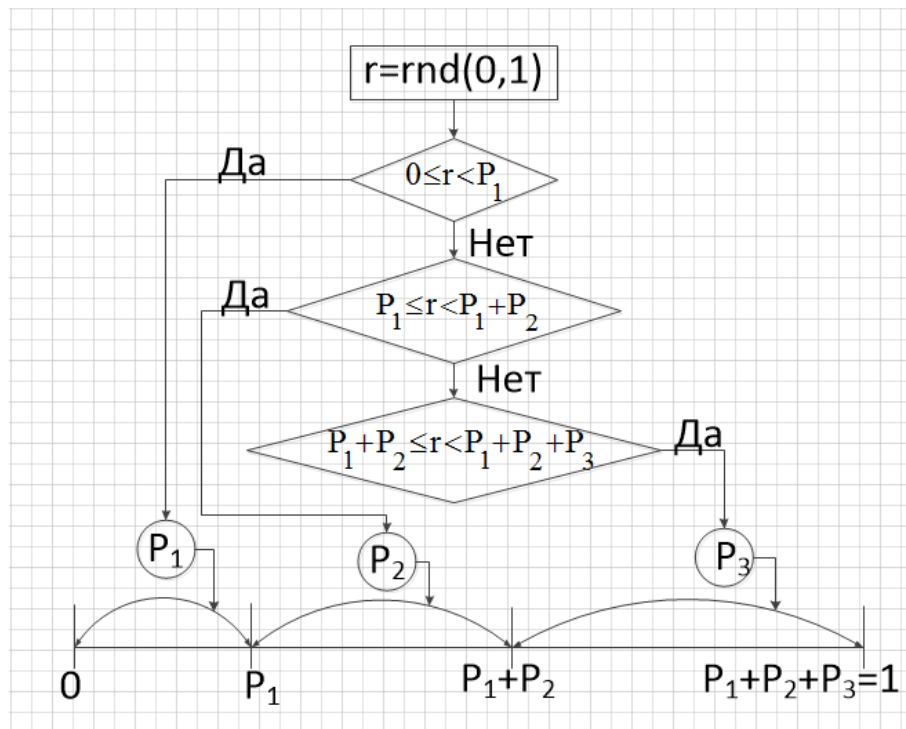 r=rnd(0,1)
Да
0≤r<P₁
Нет
Да
P₁≤r<P₁+P₂
Нет
P₁+P₂≤r<P₁+P₂+P₃
Да
P₁
P₂
P₃
0
P₁
P₁+P₂
P₁+P₂+P₃=1